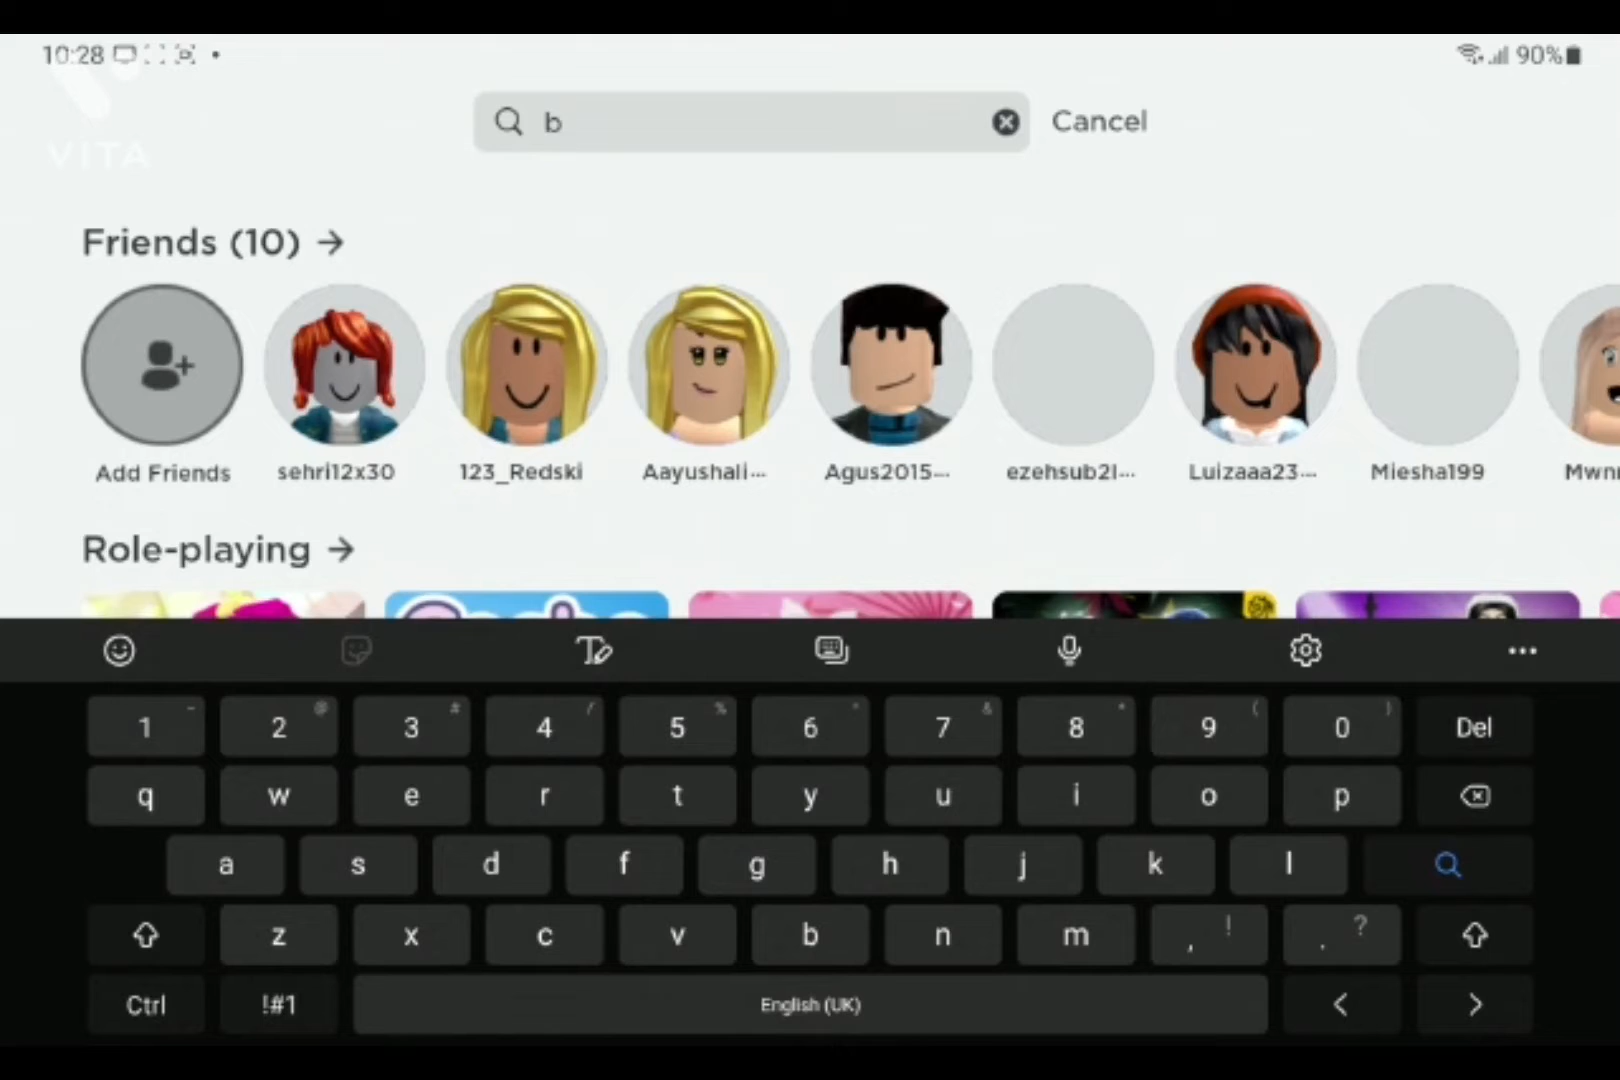 10:28
90%
VITA
b
Cancel
Friends (10) →
Add Friends
sehri12x30
123_Redski
Aayushali...
Agus2015...
ezehsub2l...
Luizaaa23...
Miesha199
Role-playing →
1 2 3 4 5 6 7 8 9 0 Del
q w e r t y u i o p
a s d f g h j k l
z x c v b n m , ! . ?
Ctrl !#1 English (UK) < >